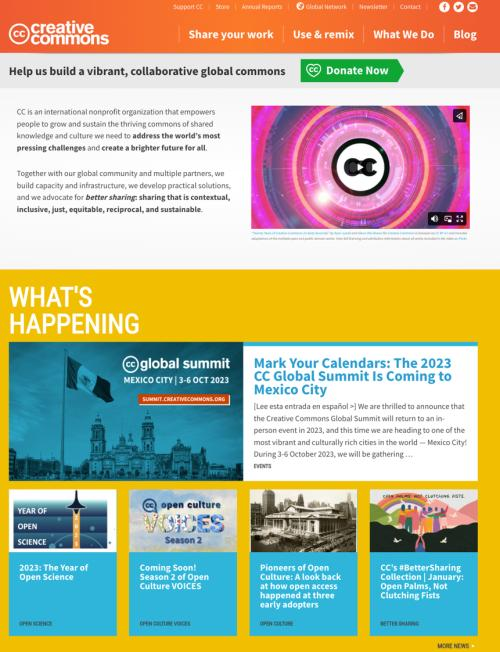 Support CC | Store | Annual Reports | Global Network | Newsletter | Contact
creative
commons
Share your work | Use & remix | What We Do | Blog
Help us build a vibrant, collaborative global commons
Donate Now
CC is an international nonprofit organization that empowers
people to grow and sustain the thriving commons of shared
knowledge and culture we need to address the world's most
pressing challenges and create a brighter future for all.
Together with our global community and multiple partners, we
build capacity and infrastructure, we develop practical solutions,
and we advocate for better sharing: sharing that is contextual,
inclusive, just, equitable, reciprocal, and sustainable.
WHAT'S
HAPPENING
cc global summit
MEXICO CITY | 3-6 OCT 2023
SUMMIT.CREATIVECOMMONS.ORG
Mark Your Calendars: The 2023
CC Global Summit Is Coming to
Mexico City
[Lee esta entrada en español >] We are thrilled to announce that
the Creative Commons Global Summit will return to an in-
person event in 2023, and this time we are heading to one of the
most vibrant and culturally rich cities in the world — Mexico City!
During 3-6 October 2023, we will be gathering …
EVENTS
YEAR OF
OPEN
SCIENCE
2023: The Year of
Open Science
OPEN SCIENCE
open culture
VOICES
Season 2
Coming Soon!
Season 2 of Open
Culture VOICES
OPEN CULTURE VOICES
Pioneers of Open
Culture: A look back
at how open access
happened at three
early adopters
OPEN CULTURE
OPEN PALMS, NOT CLUTCHING FISTS.
CC's #BetterSharing
Collection | January:
Open Palms, Not
Clutching Fists
BETTER SHARING
MORE NEWS